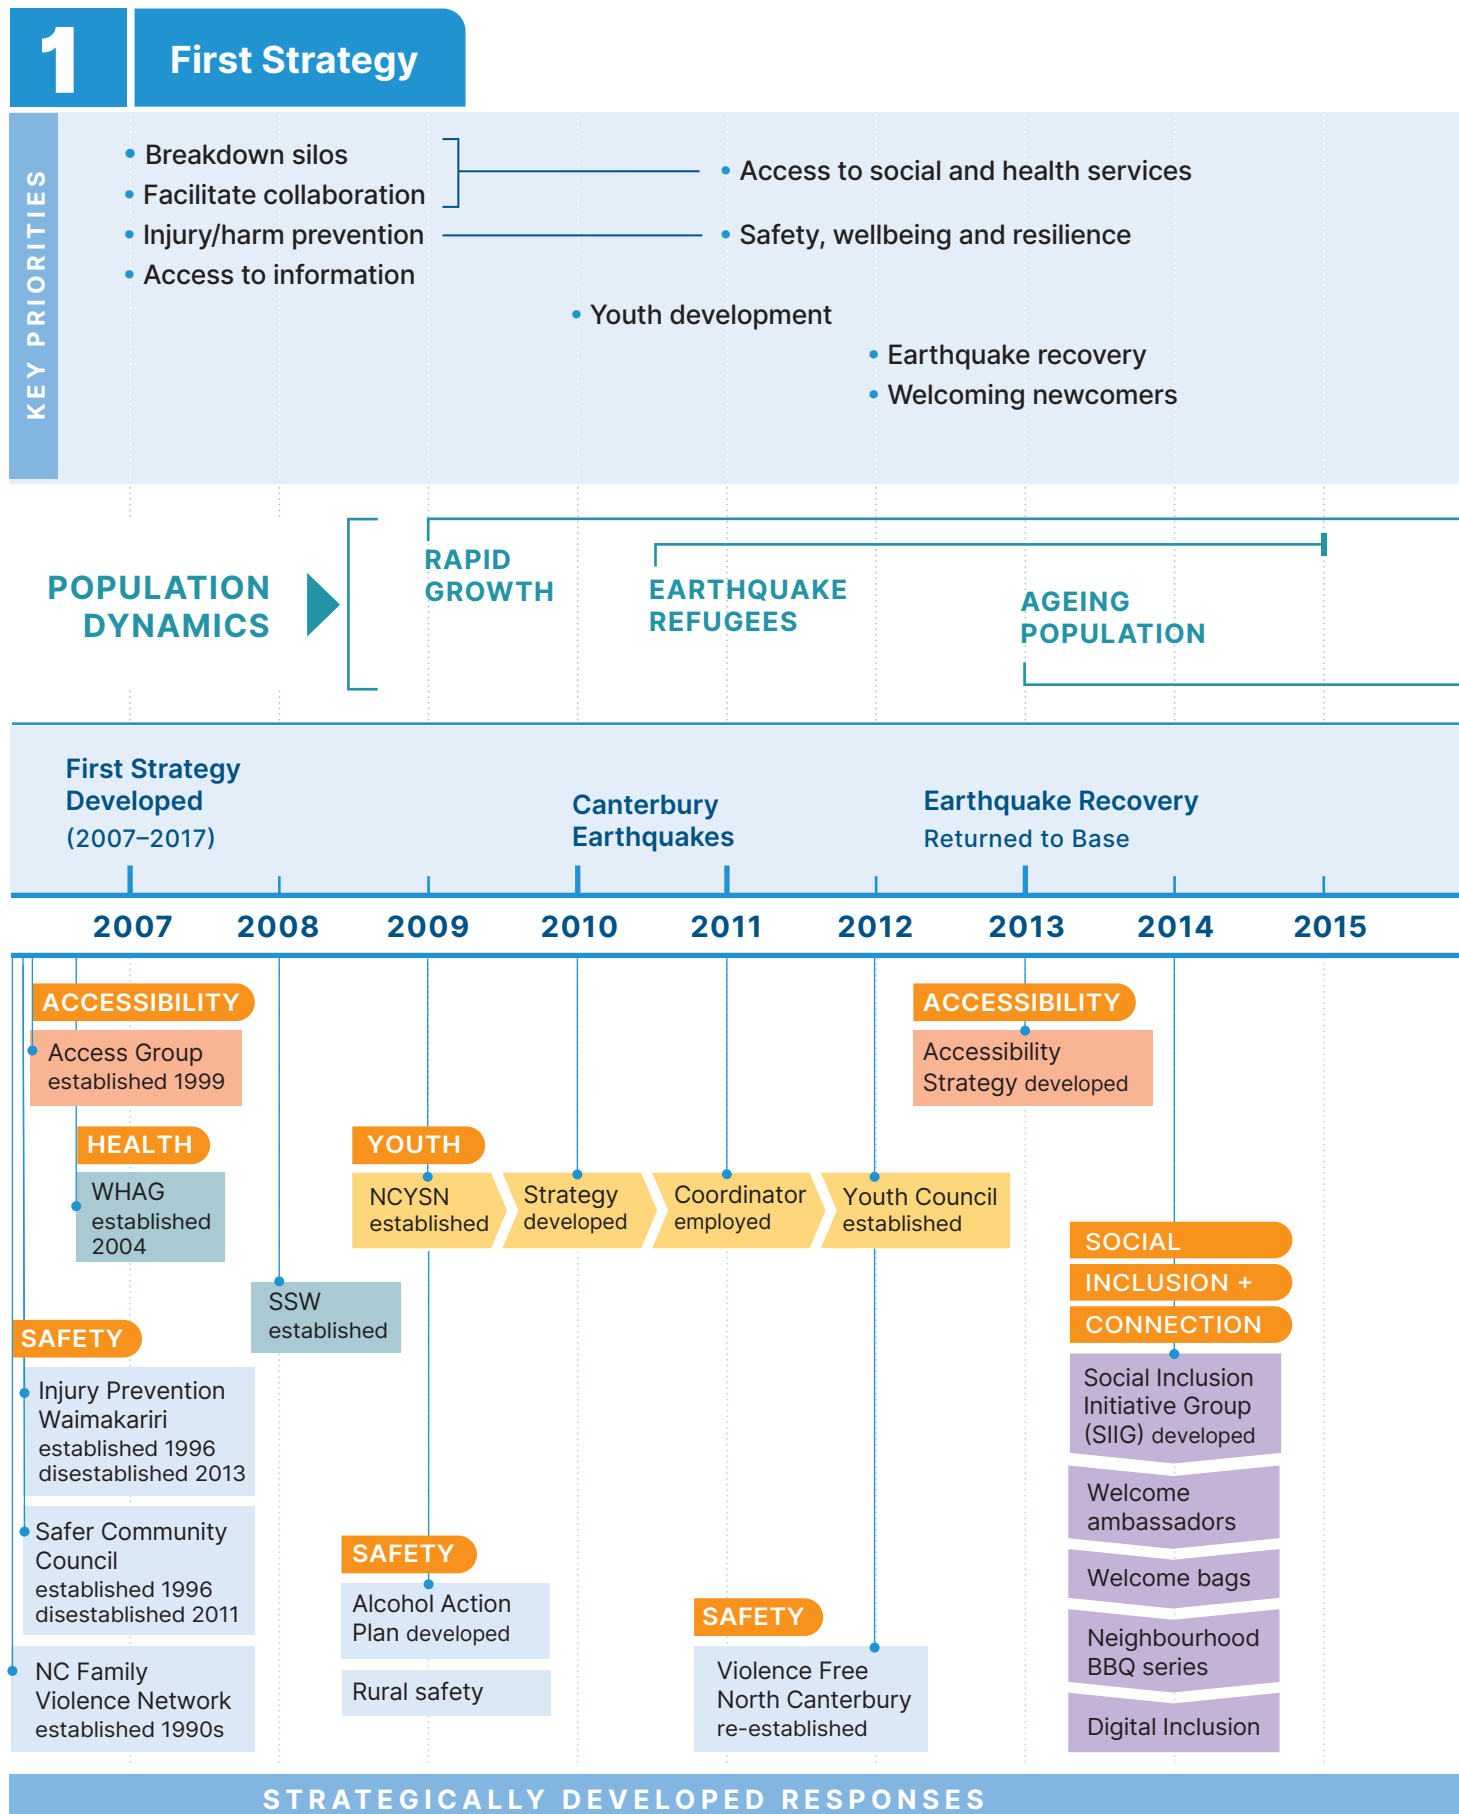 1
First Strategy
KEY PRIORITIES
• Breakdown silos
• Facilitate collaboration
• Injury/harm prevention
• Access to information
• Access to social and health services
• Safety, wellbeing and resilience
• Youth development
• Earthquake recovery
• Welcoming newcomers
POPULATION
DYNAMICS
RAPID
GROWTH
EARTHQUAKE
REFUGEES
AGEING
POPULATION
First Strategy
Developed
(2007–2017)
Canterbury
Earthquakes
Earthquake Recovery
Returned to Base
2007 2008 2009 2010 2011 2012 2013 2014 2015
ACCESSIBILITY
Access Group
established 1999
HEALTH
WHAG
established
2004
SSW
established
SAFETY
Injury Prevention
Waimakariri
established 1996
disestablished 2013
Safer Community
Council
established 1996
disestablished 2011
NC Family
Violence Network
established 1990s
YOUTH
NCYSN
established
Strategy
developed
Coordinator
employed
Youth Council
established
SAFETY
Alcohol Action
Plan developed
Rural safety
SAFETY
Violence Free
North Canterbury
re-established
ACCESSIBILITY
Accessibility
Strategy developed
SOCIAL
INCLUSION +
CONNECTION
Social Inclusion
Initiative Group
(SIIG) developed
Welcome
ambassadors
Welcome bags
Neighbourhood
BBQ series
Digital Inclusion
STRATEGICALLY DEVELOPED RESPONSES